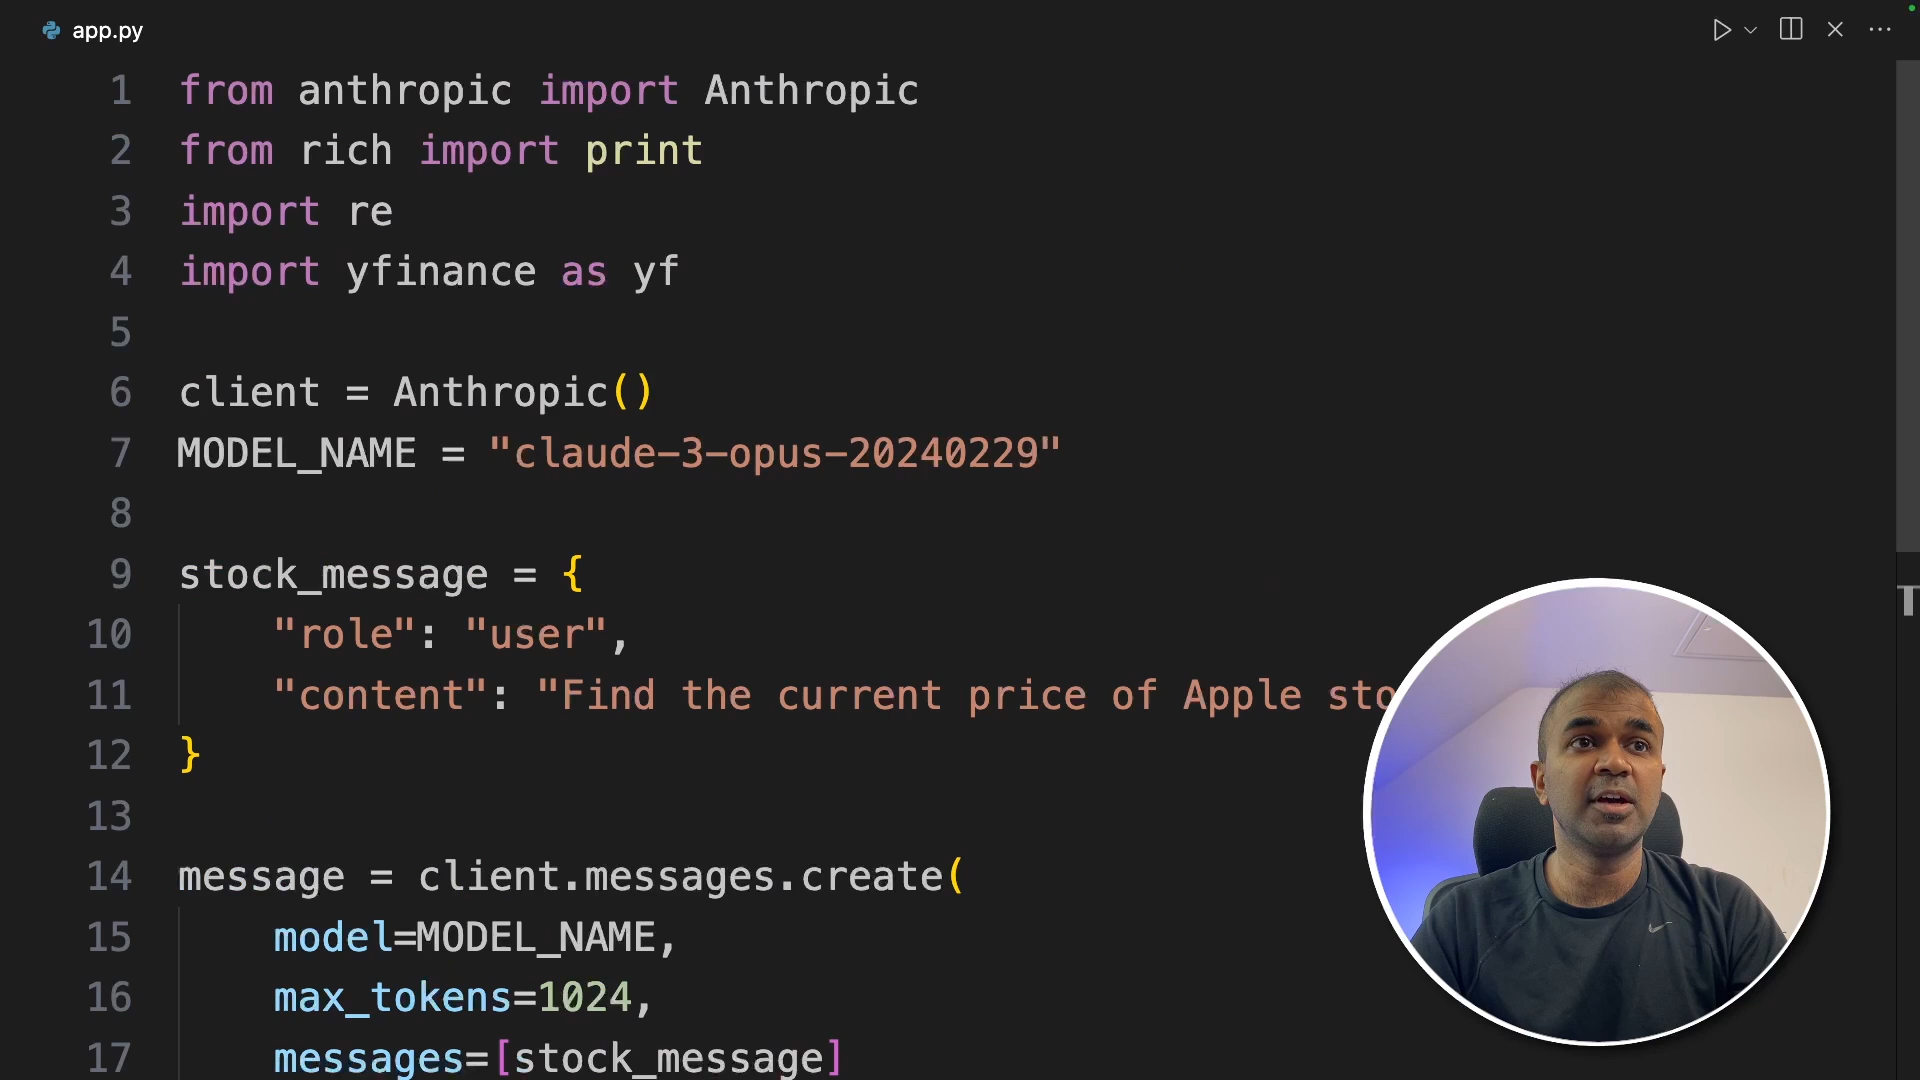 app.py
1 from anthropic import Anthropic
2 from rich import print
3 import re
4 import yfinance as yf
5
6 client = Anthropic()
7 MODEL_NAME = "claude-3-opus-20240229"
8
9 stock_message = {
10 "role": "user",
11 "content": "Find the current price of Apple sto
12 }
13
14 message = client.messages.create(
15 model=MODEL_NAME,
16 max_tokens=1024,
17 messages=[stock_message]